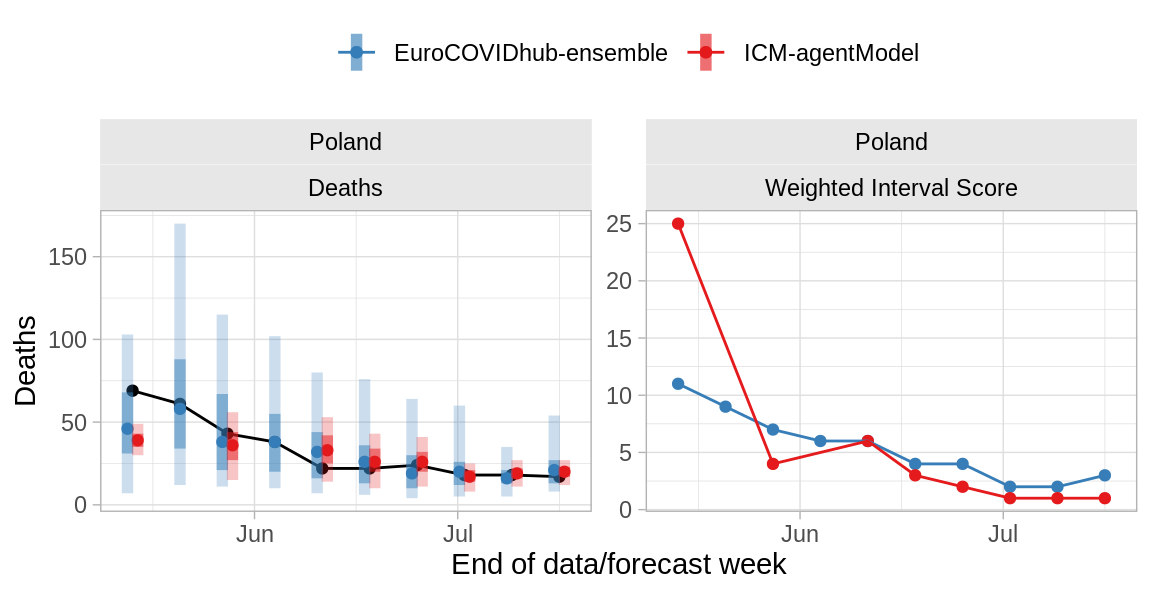 EuroCOVIDhub-ensemble ICM-agentModel
Poland Poland
Deaths Weighted Interval Score
Deaths
150
100
50
0
25
20
15
10
5
0
Jun Jul Jun Jul
End of data/forecast week